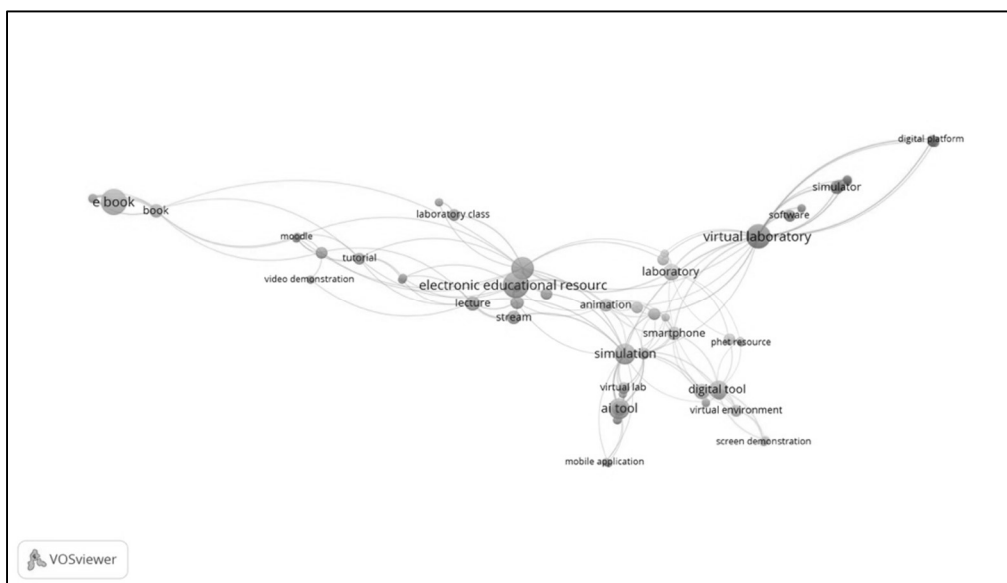 digital platform
simulator
e book
book
laboratory class
software
virtual laboratory
moodle
tutorial
laboratory
video demonstration
electronic educational resourc
lecture
animation
stream
smartphone
phet resource
simulation
virtual lab
digital tool
ai tool
virtual environment
screen demonstration
mobile application
VOSviewer